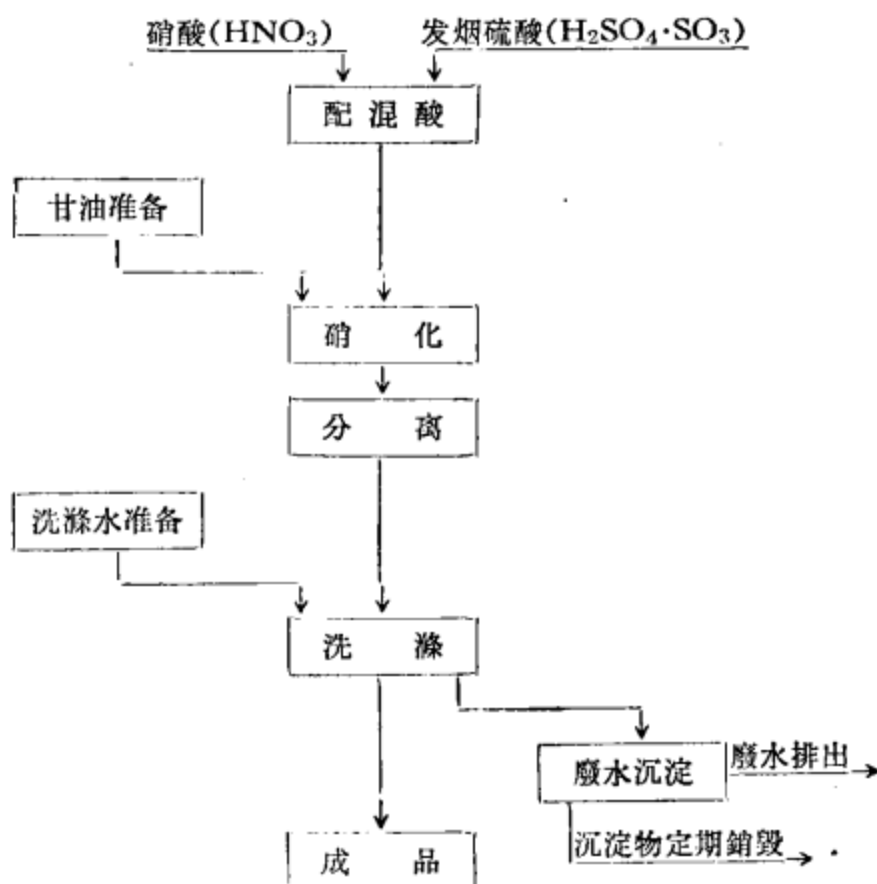 硝酸(HNO₃) 发烟硫酸(H₂SO₄·SO₃)
配混酸
甘油准备
硝化
分离
洗滌水准备
洗滌
廢水沉淀
廢水排出
沉淀物定期銷毀
成品